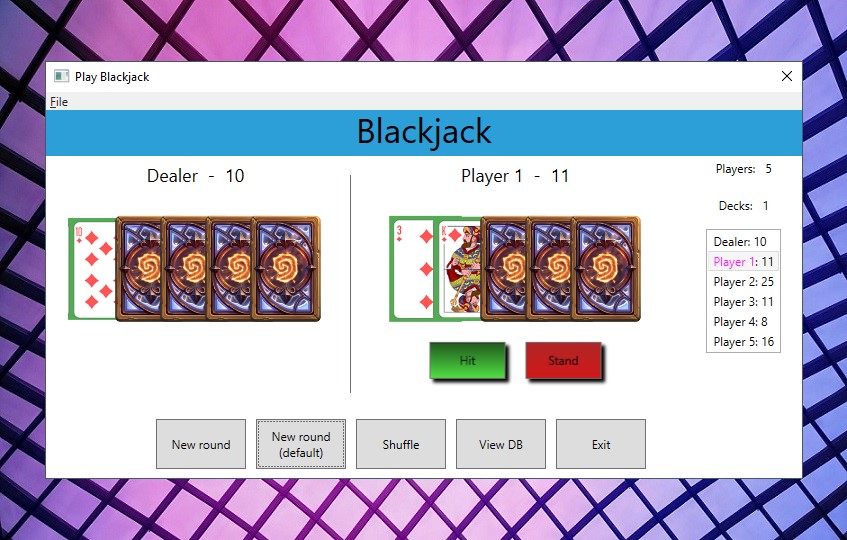 Play Blackjack
File
Blackjack
Dealer - 10
Player 1 - 11
Players: 5
Decks: 1
10
3
K
Dealer: 10
Player 1: 11
Player 2: 25
Player 3: 11
Player 4: 8
Player 5: 16
Hit
Stand
New round
New round
(default)
Shuffle
View DB
Exit